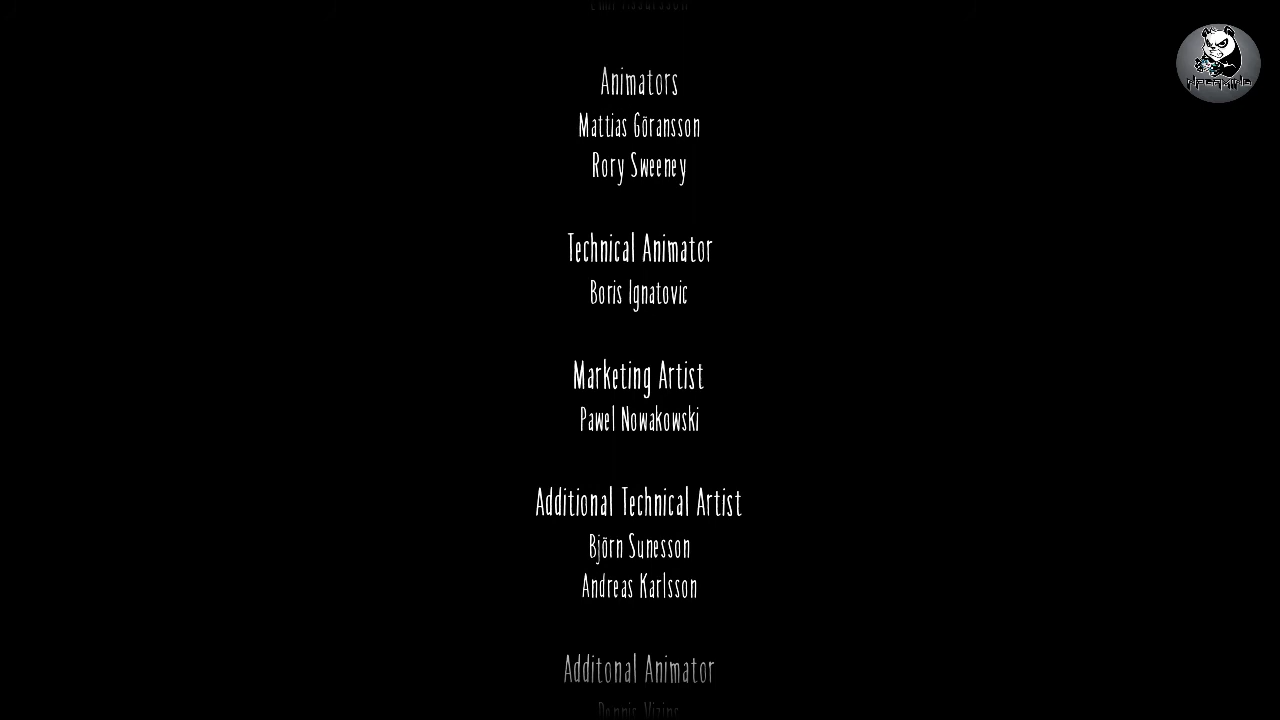 Animators
Mattias Göransson
Rory Sweeney
Technical Animator
Boris Ignatovic
Marketing Artist
Pawel Nowakowski
Additional Technical Artist
Björn Sunesson
Andreas Karlsson
Additonal Animator